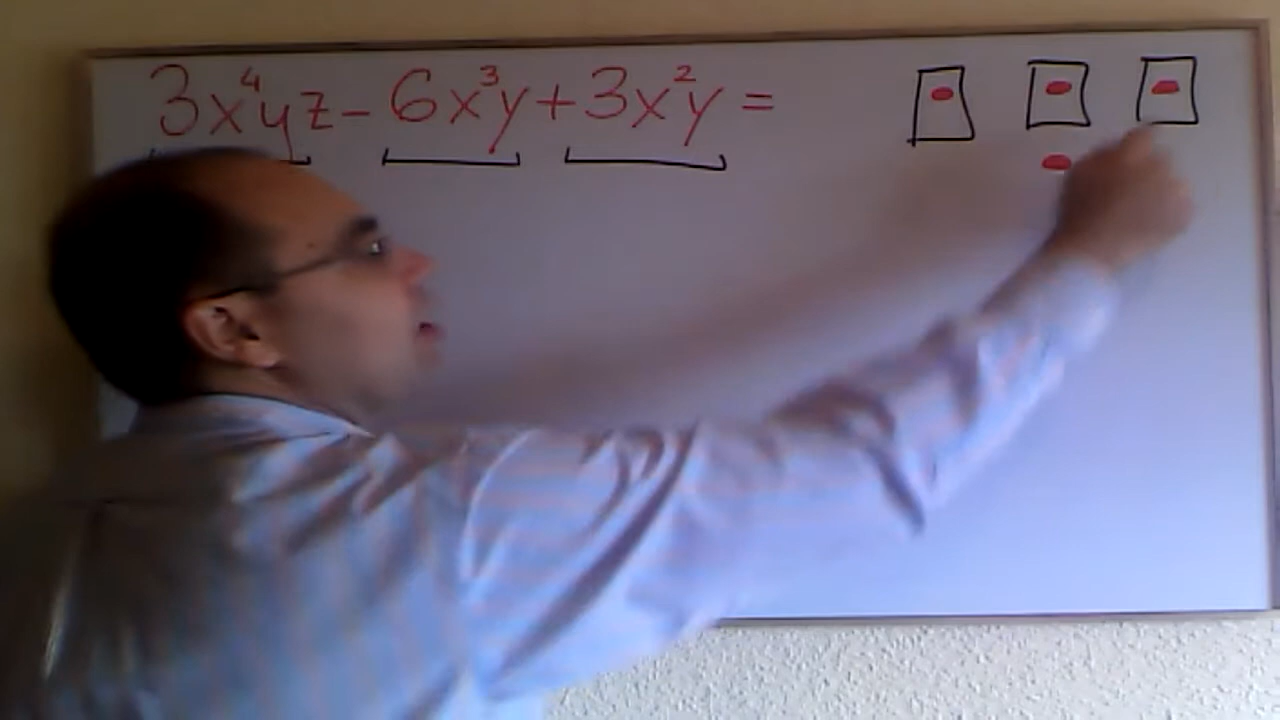 3x⁴yz - 6x³y + 3x²y =